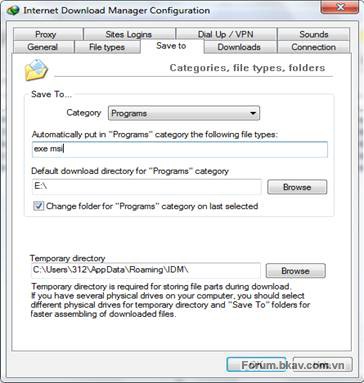 Internet Download Manager Configuration
Proxy Sites Logins Dial Up / VPN Sounds
General File types Save to Downloads Connection
Categories, file types, folders
Save To...
Category Programs
Automatically put in "Programs" category the following file types:
exe msi
Default download directory for "Programs" category
E:\ Browse
Change folder for "Programs" category on last selected
Temporary directory
C:\Users\312\AppData\Roaming\IDM\ Browse
Temporary directory is required for storing file parts during download.
If you have several physical drives on your computer, you should select
different physical drives for temporary directory and "Save To" folders for
faster assembling of downloaded files.
Forum.bkav.com.vn